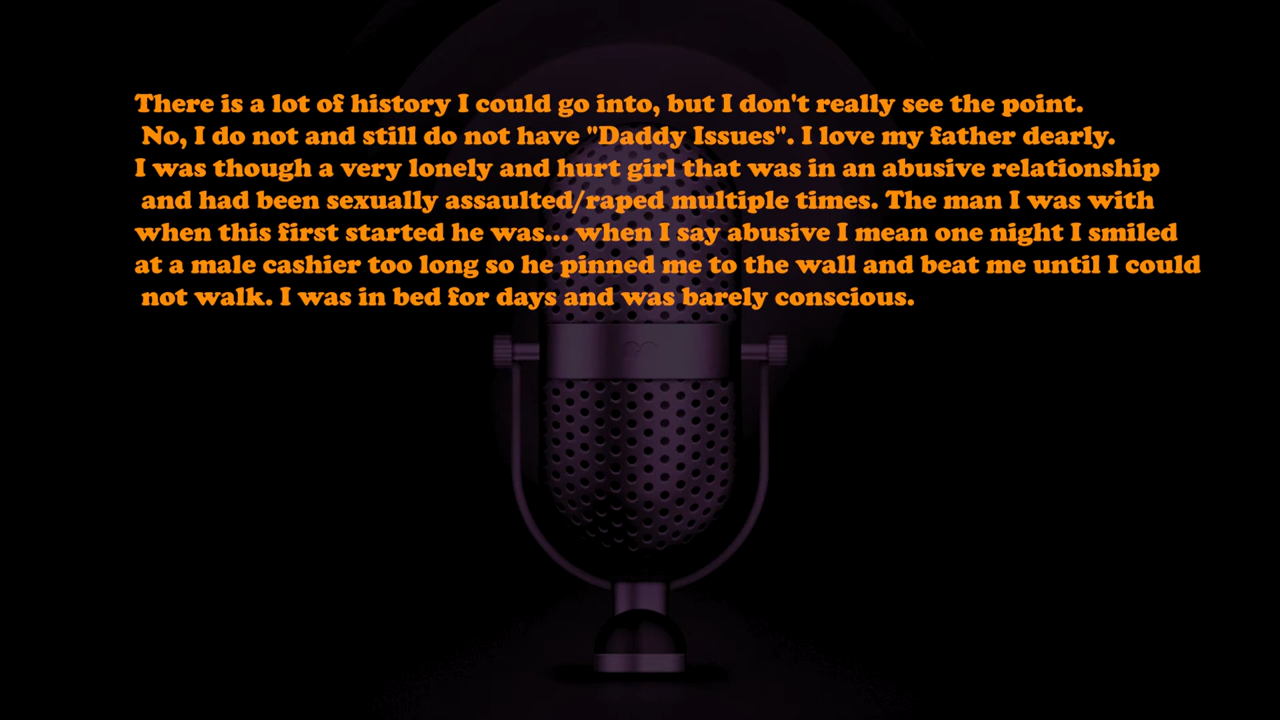 There is a lot of history I could go into, but I don't really see the point.
No, I do not and still do not have "Daddy Issues". I love my father dearly.
I was though a very lonely and hurt girl that was in an abusive relationship
and had been sexually assaulted/raped multiple times. The man I was with
when this first started he was... when I say abusive I mean one night I smiled
at a male cashier too long so he pinned me to the wall and beat me until I could
not walk. I was in bed for days and was barely conscious.